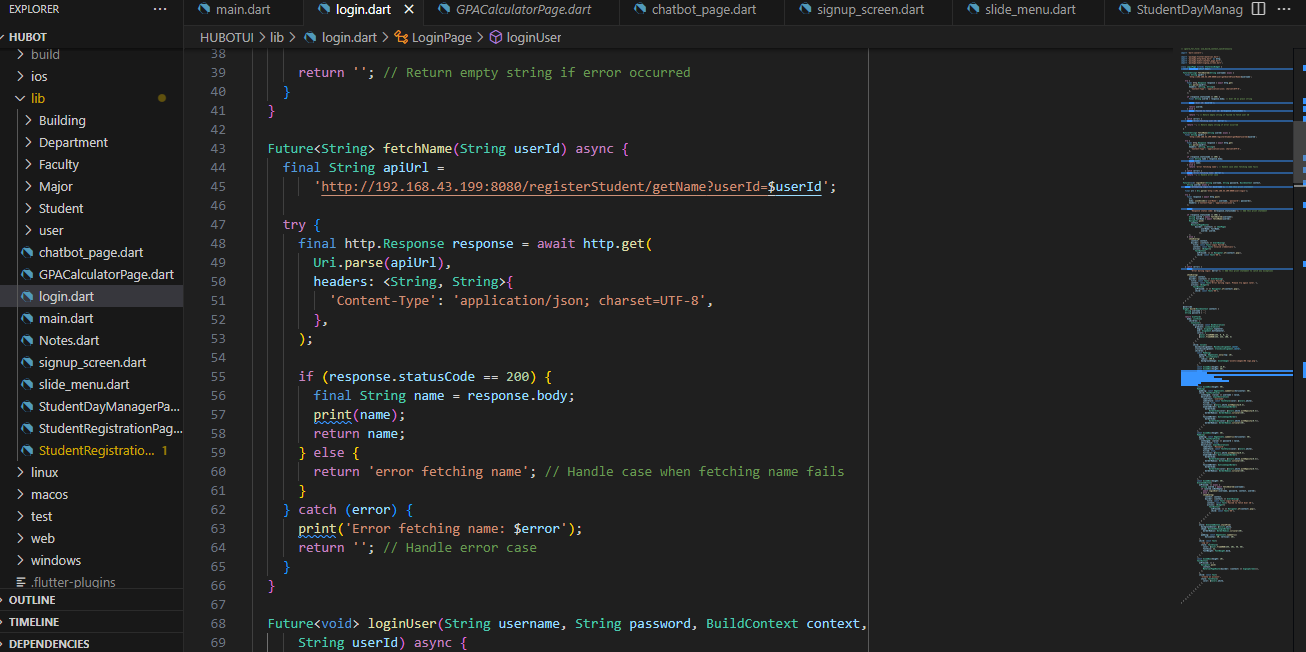 EXPLORER ...
HUBOT
build
ios
lib
Building
Department
Faculty
Major
Student
user
chatbot_page.dart
GPACalculatorPage.dart
login.dart
main.dart
Notes.dart
signup_screen.dart
slide_menu.dart
StudentDayManagerPa...
StudentRegistrationPag...
StudentRegistratio... 1
linux
macos
test
web
windows
.flutter-plugins
OUTLINE
TIMELINE
DEPENDENCIES
main.dart login.dart GPACalculatorPage.dart chatbot_page.dart signup_screen.dart slide_menu.dart StudentDayManag ...
HUBOTUI > lib > login.dart > LoginPage > loginUser
38
39 return ''; // Return empty string if error occurred
40 }
41 }
42
43 Future<String> fetchName(String userId) async {
44 final String apiUrl =
45 'http://192.168.43.199:8080/registerStudent/getName?userId=$userId';
46
47 try {
48 final http.Response response = await http.get(
49 Uri.parse(apiUrl),
50 headers: <String, String>{
51 'Content-Type': 'application/json; charset=UTF-8',
52 },
53 );
54
55 if (response.statusCode == 200) {
56 final String name = response.body;
57 print(name);
58 return name;
59 } else {
60 return 'error fetching name'; // Handle case when fetching name fails
61 }
62 } catch (error) {
63 print('Error fetching name: $error');
64 return ''; // Handle error case
65 }
66 }
67
68 Future<void> loginUser(String username, String password, BuildContext context,
69 String userId) async {